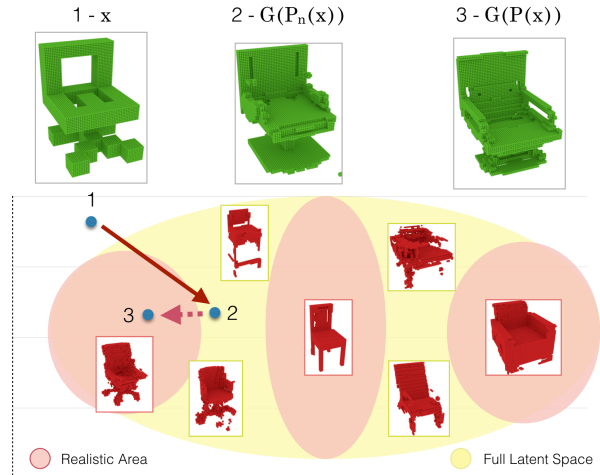 1 - x
2 - G(Pn(x))
3 - G(P(x))
1
3
2
Realistic Area
Full Latent Space